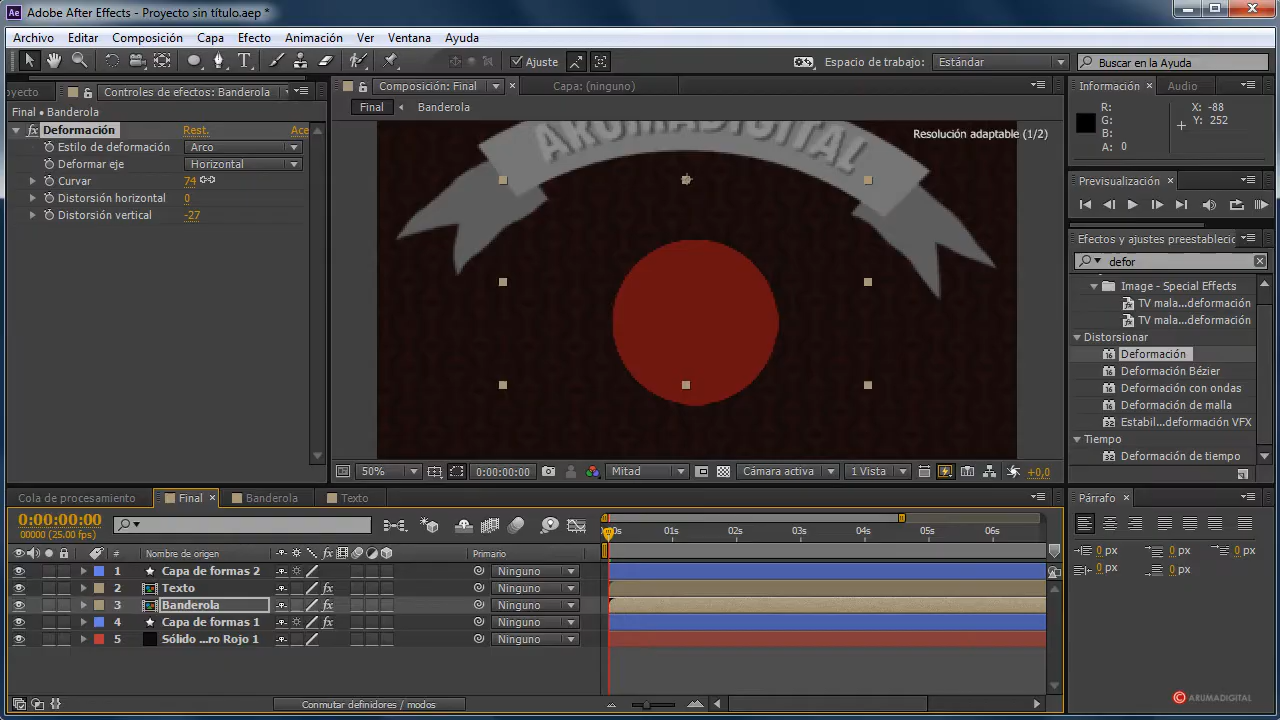 Ae Adobe After Effects - Proyecto sin título.aep *
Archivo Editar Composición Capa Efecto Animación Ver Ventana Ayuda
T Ajuste Espacio de trabajo: Estándar Buscar en la Ayuda
oyecto Controles de efectos: Banderola Composición: Final Capa: (ninguno) Información Audio
Final • Banderola Final Banderola
fx Deformación Rest. Ace
Estilo de deformación Arco
Deformar eje Horizontal
Curvar 74
Distorsión horizontal 0
Distorsión vertical -27
ARUMADIGITAL
Resolución adaptable (1/2)
R: X: -88
G: Y: 252
B:
A: 0
Previsualización
Efectos y ajustes preestablecic
defor
Image - Special Effects
TV mala...deformación
TV mala...deformación
Distorsionar
Deformación
Deformación Bézier
Deformación con ondas
Deformación de malla
Estabil...deformación VFX
Tiempo
Deformación de tiempo
50% 0:00:00:00 Mitad Cámara activa 1 Vista +0,0
Cola de procesamiento Final Banderola Texto Párrafo
0:00:00:00
00000 (25.00 fps)
00s 01s 02s 03s 04s 05s 06s
# Nombre de origen Primario
1 Capa de formas 2 Ninguno
2 Texto fx Ninguno
3 Banderola fx Ninguno
4 Capa de formas 1 fx Ninguno
5 Sólido ...ro Rojo 1 Ninguno
0 px 0 px 0 px
0 px 0 px
Conmutar definidores / modos
© ARUMADIGITAL